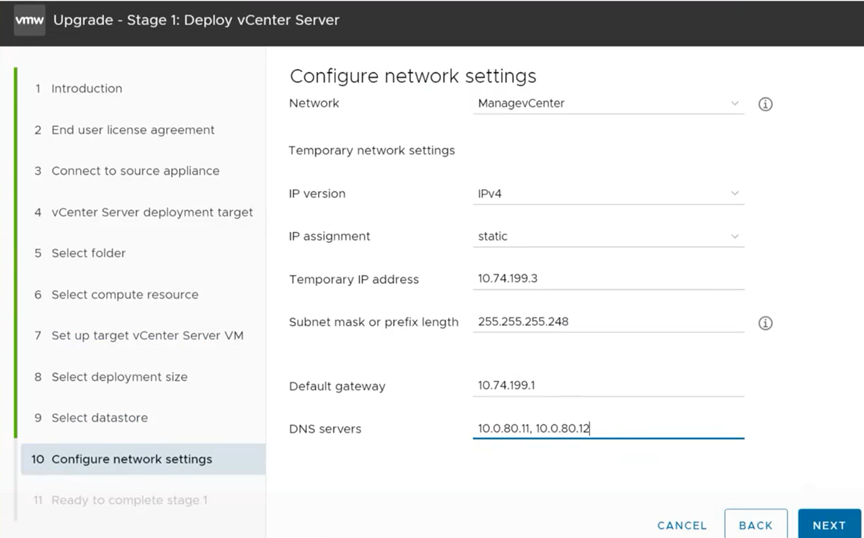 vmw Upgrade - Stage 1: Deploy vCenter Server
1 Introduction
2 End user license agreement
3 Connect to source appliance
4 vCenter Server deployment target
5 Select folder
6 Select compute resource
7 Set up target vCenter Server VM
8 Select deployment size
9 Select datastore
10 Configure network settings
11 Ready to complete stage 1
Configure network settings
Network ManagevCenter
Temporary network settings
IP version IPv4
IP assignment static
Temporary IP address 10.74.199.3
Subnet mask or prefix length 255.255.255.248
Default gateway 10.74.199.1
DNS servers 10.0.80.11, 10.0.80.12
CANCEL BACK NEXT